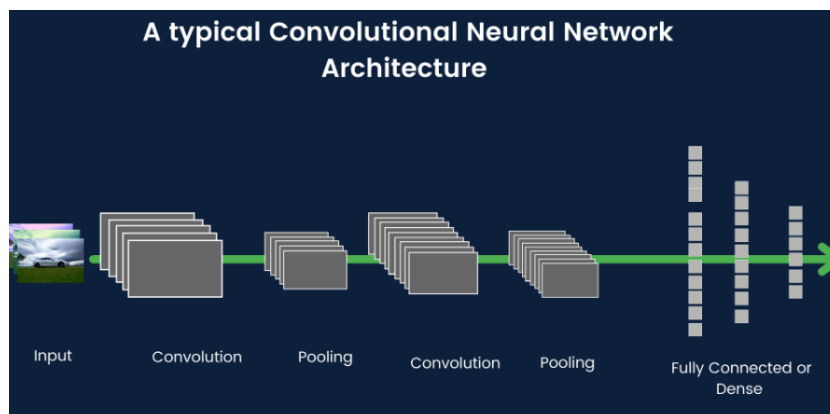 A typical Convolutional Neural Network
Architecture
Input
Convolution
Pooling
Convolution
Pooling
Fully Connected or
Dense